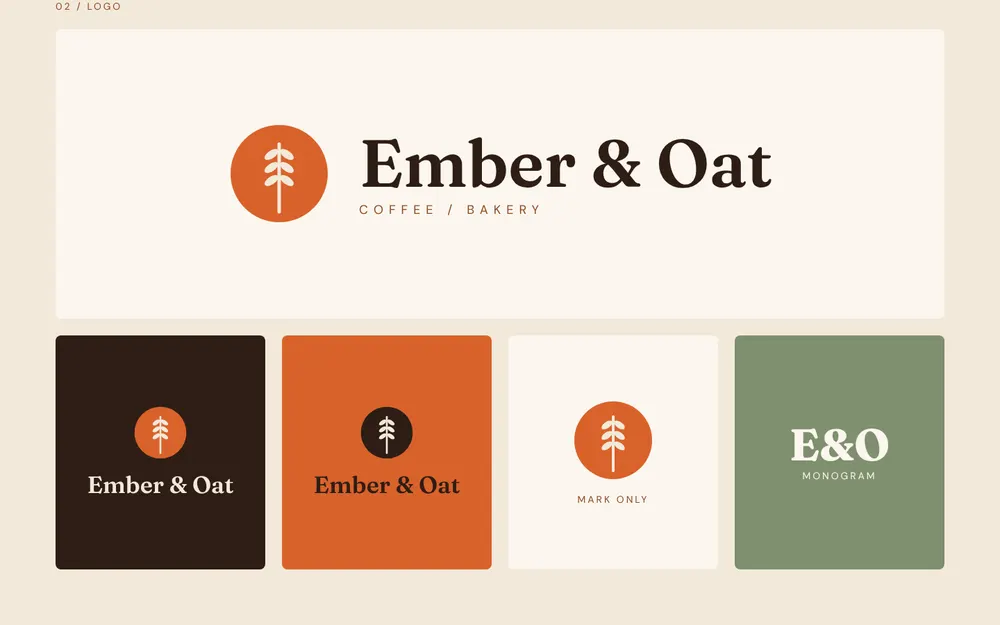 02 / LOGO
Ember & Oat
COFFEE / BAKERY
Ember & Oat
Ember & Oat
MARK ONLY
E&O
MONOGRAM